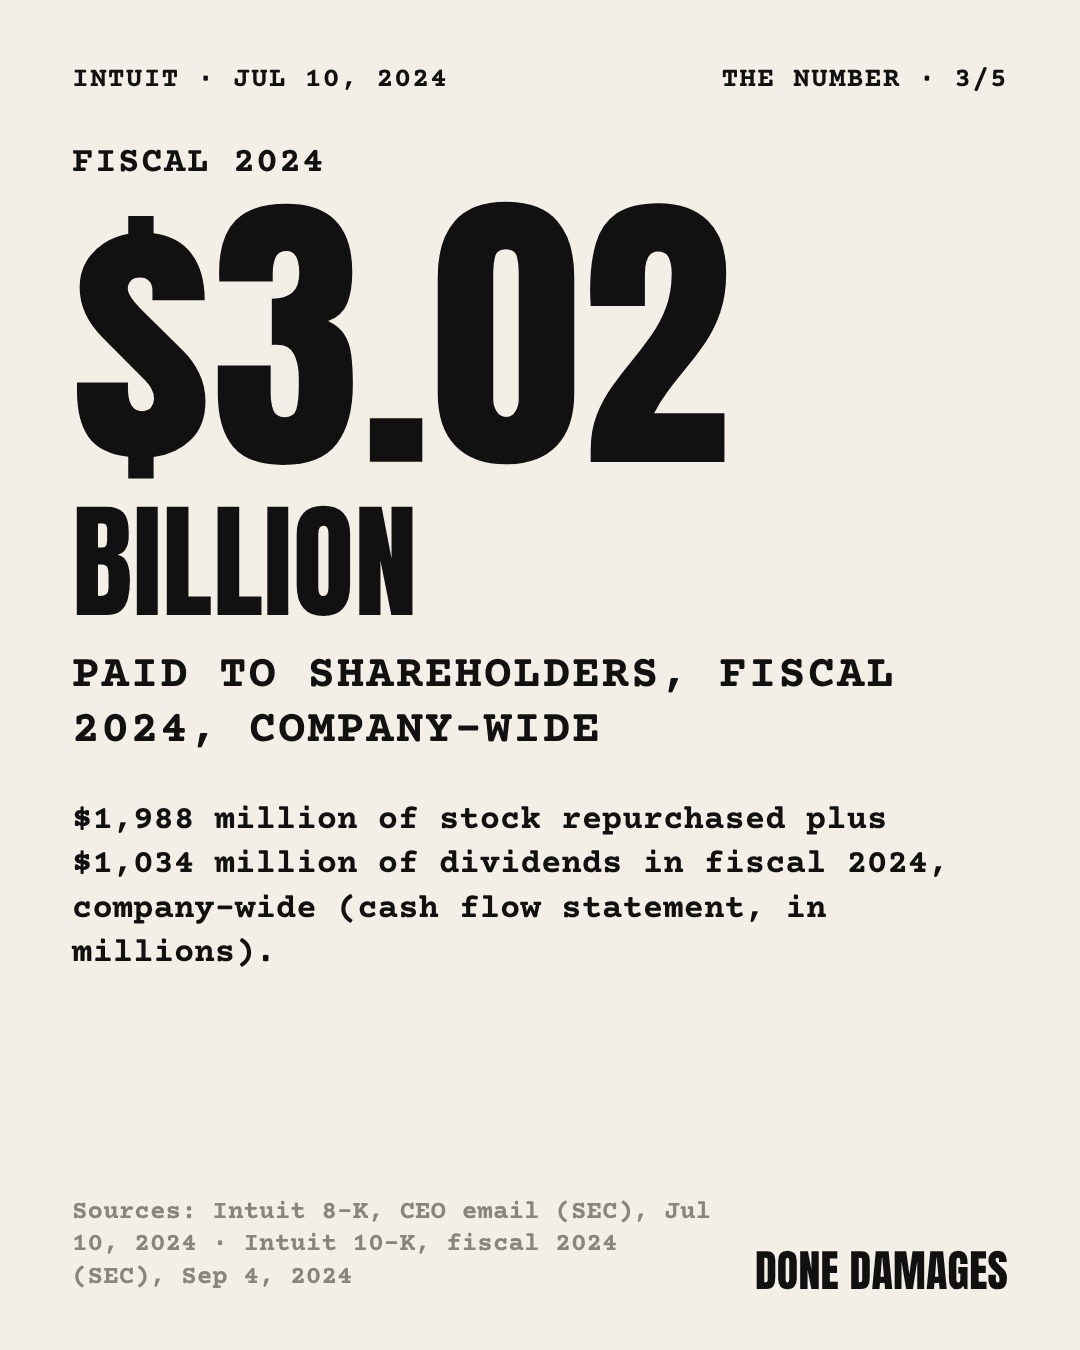 INTUIT · JUL 10, 2024
THE NUMBER · 3/5
FISCAL 2024
$3.02
BILLION
PAID TO SHAREHOLDERS, FISCAL
2024, COMPANY-WIDE
$1,988 million of stock repurchased plus
$1,034 million of dividends in fiscal 2024,
company-wide (cash flow statement, in
millions).
Sources: Intuit 8-K, CEO email (SEC), Jul
10, 2024 · Intuit 10-K, fiscal 2024
(SEC), Sep 4, 2024
DONE DAMAGES